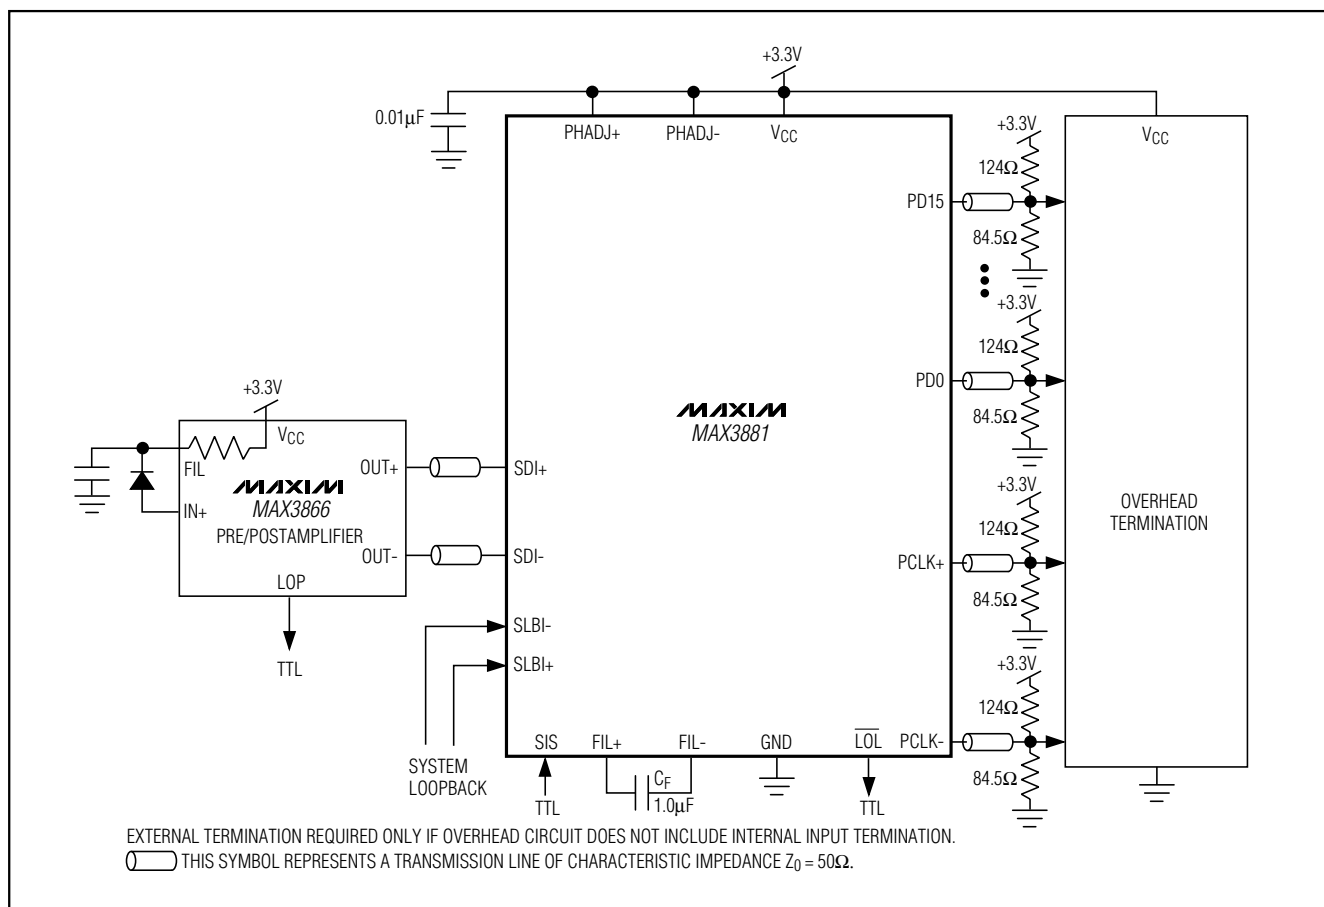 +3.3V
0.01μF
PHADJ+
PHADJ-
VCC
+3.3V
VCC
124Ω
PD15
84.5Ω
+3.3V
124Ω
PD0
84.5Ω
+3.3V
VCC
FIL
OUT+
SDI+
MAXIM
MAX3881
MAXIM
MAX3866
PRE/POSTAMPLIFIER
IN+
OUT-
SDI-
LOP
TTL
SLBI-
SLBI+
+3.3V
124Ω
PCLK+
84.5Ω
OVERHEAD
TERMINATION
+3.3V
124Ω
PCLK-
84.5Ω
SIS
FIL+
FIL-
GND
LOL
SYSTEM
LOOPBACK
TTL
CF
1.0μF
TTL
EXTERNAL TERMINATION REQUIRED ONLY IF OVERHEAD CIRCUIT DOES NOT INCLUDE INTERNAL INPUT TERMINATION.
THIS SYMBOL REPRESENTS A TRANSMISSION LINE OF CHARACTERISTIC IMPEDANCE Z0 = 50Ω.